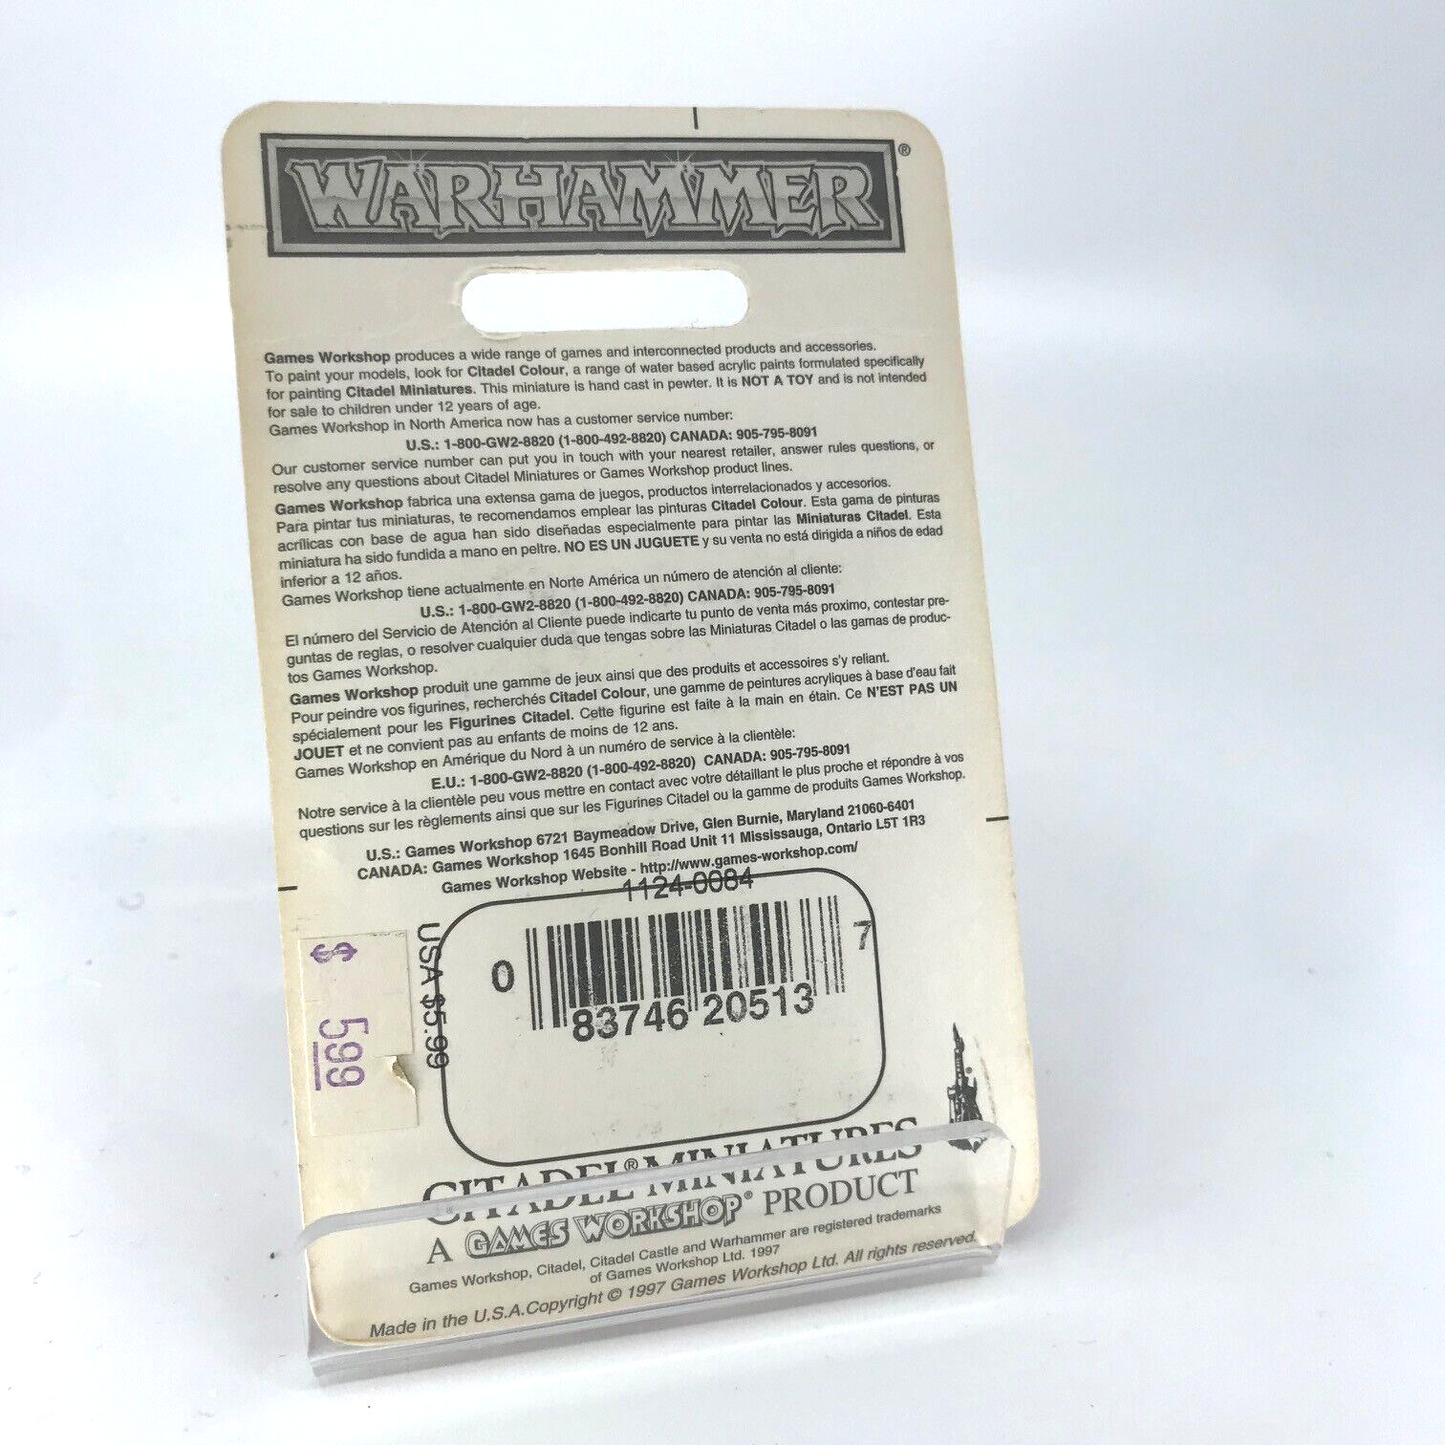 WARHAMMER®
Games Workshop produces a wide range of games and interconnected products and accessories.
To paint your models, look for Citadel Colour, a range of water based acrylic paints formulated specifically
for painting Citadel Miniatures. This miniature is hand cast in pewter. It is NOT A TOY and is not intended
for sale to children under 12 years of age.
Games Workshop in North America now has a customer service number:
U.S.: 1-800-GW2-8820 (1-800-492-8820) CANADA: 905-795-8091
Our customer service number can put you in touch with your nearest retailer, answer rules questions, or
resolve any questions about Citadel Miniatures or Games Workshop product lines.
Games Workshop fabrica una extensa gama de juegos, productos interrelacionados y accesorios.
Para pintar tus miniaturas, te recomendamos emplear las pinturas Citadel Colour. Esta gama de pinturas
acrílicas con base de agua han sido diseñadas especialmente para pintar las Miniaturas Citadel. Esta
miniatura ha sido fundida a mano en peltre. NO ES UN JUGUETE y su venta no está dirigida a niños de edad
inferior a 12 años.
Games Workshop tiene actualmente en Norte América un número de atención al cliente:
U.S.: 1-800-GW2-8820 (1-800-492-8820) CANADA: 905-795-8091
El número del Servicio de Atención al Cliente puede indicarte tu punto de venta más proximo, contestar pre-
guntas de reglas, o resolver cualquier duda que tengas sobre las Miniaturas Citadel o las gamas de produc-
tos Games Workshop.
Games Workshop produit une gamme de jeux ainsi que des produits et accessoires s'y reliant.
Pour peindre vos figurines, recherchés Citadel Colour, une gamme de peintures acryliques à base d'eau fait
spécialement pour les Figurines Citadel. Cette figurine est faite à la main en étain. Ce N'EST PAS UN
JOUET et ne convient pas au enfants de moins de 12 ans.
Games Workshop en Amérique du Nord à un numéro de service à la clientèle:
E.U.: 1-800-GW2-8820 (1-800-492-8820) CANADA: 905-795-8091
Notre service à la clientèle peu vous mettre en contact avec votre détaillant le plus proche et répondre à vos
questions sur les règlements ainsi que sur les Figurines Citadel ou la gamme de produits Games Workshop.
U.S.: Games Workshop 6721 Baymeadow Drive, Glen Burnie, Maryland 21060-6401
CANADA: Games Workshop 1645 Bonhill Road Unit 11 Mississauga, Ontario L5T 1R3
Games Workshop Website - http://www.games-workshop.com/
1124-0084
USA $5.99
$ 5.99
0 83746 20513 7
CITADEL® MINIATURES
A GAMES WORKSHOP® PRODUCT
Games Workshop, Citadel, Citadel Castle and Warhammer are registered trademarks
of Games Workshop Ltd. 1997
Made in the U.S.A.Copyright © 1997 Games Workshop Ltd. All rights reserved.